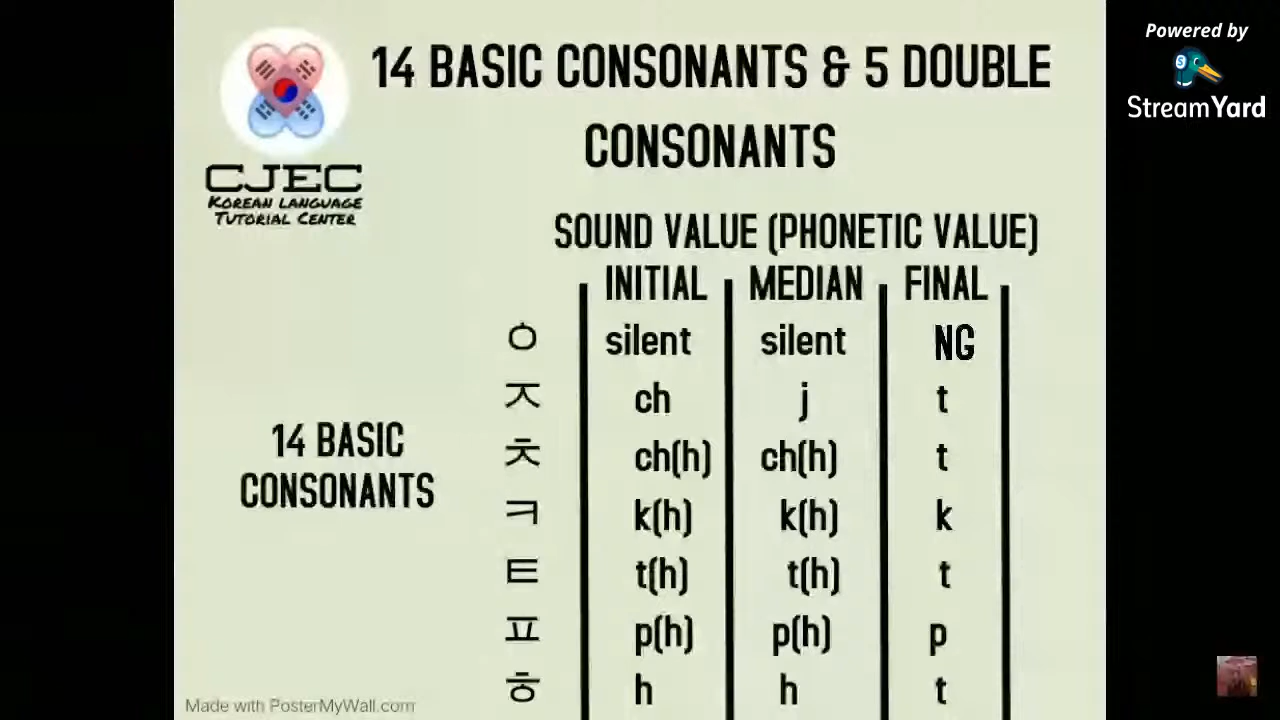 Powered by
StreamYard
14 BASIC CONSONANTS & 5 DOUBLE
CONSONANTS
CJEC
KOREAN LANGUAGE
TUTORIAL CENTER
SOUND VALUE (PHONETIC VALUE)
INITIAL MEDIAN FINAL
ㅇ silent silent NG
ㅈ ch j t
ㅊ ch(h) ch(h) t
14 BASIC
CONSONANTS
ㅋ k(h) k(h) k
ㅌ t(h) t(h) t
ㅍ p(h) p(h) p
ㅎ h h t
Made with PosterMyWall.com